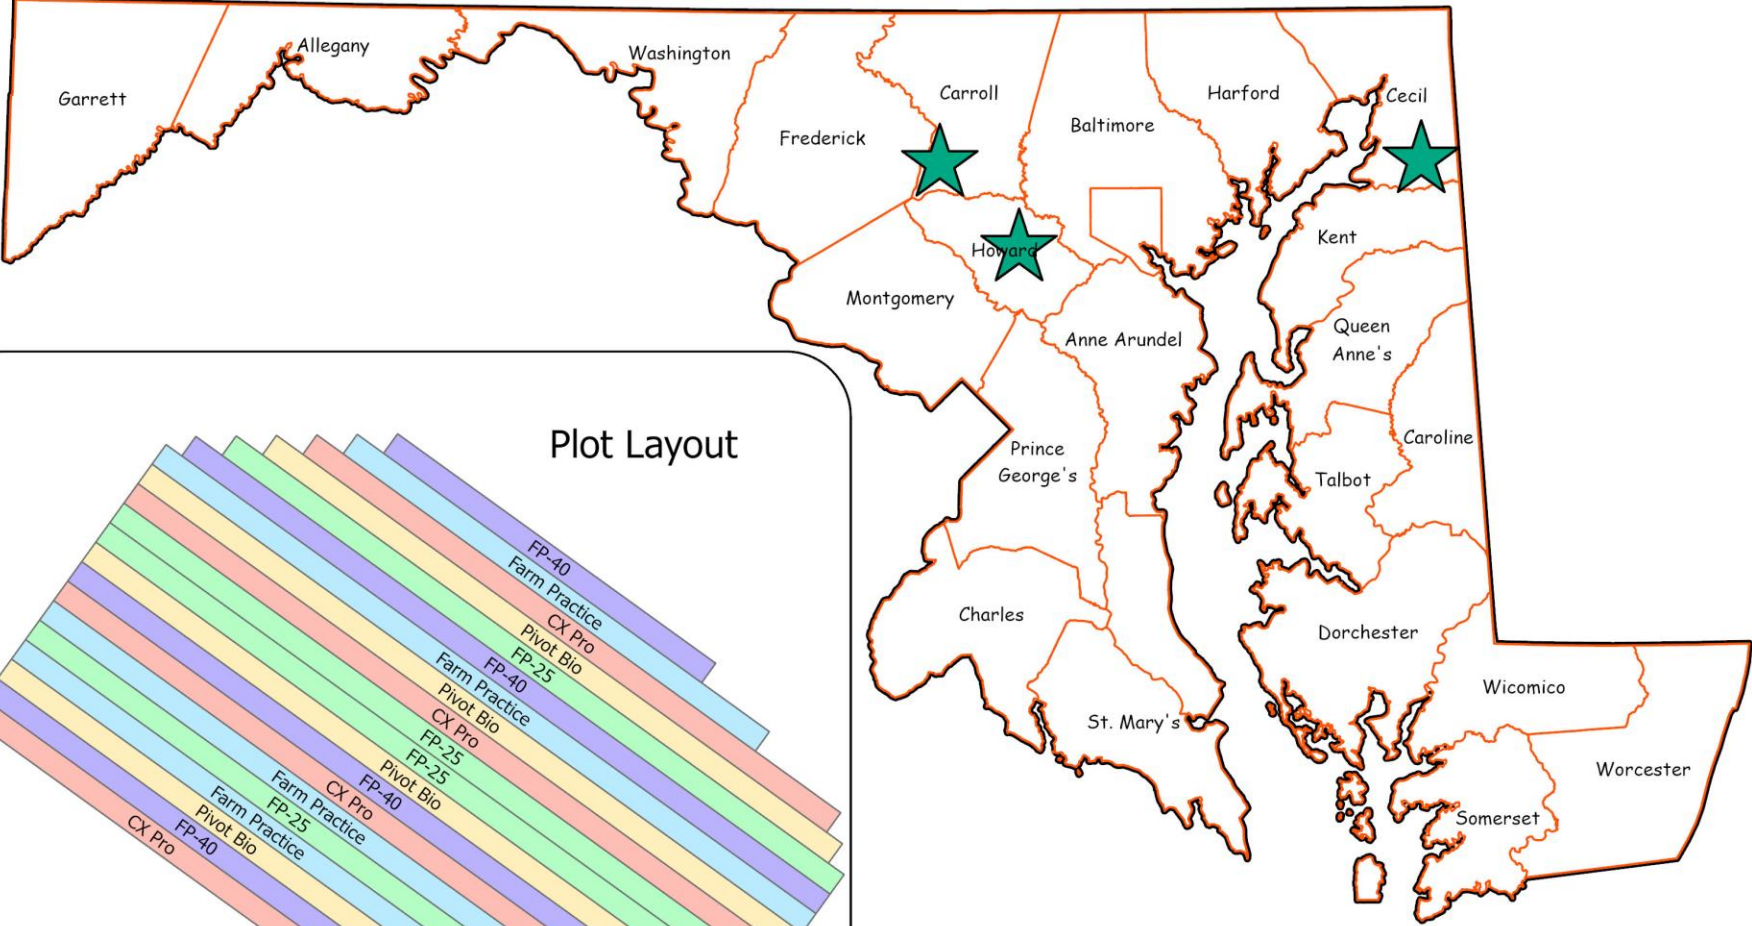 Garrett
Allegany
Washington
Frederick
Carroll
Baltimore
Harford
Cecil
Howard
Montgomery
Anne Arundel
Kent
Queen
Anne's
Caroline
Talbot
Prince
George's
Charles
St. Mary's
Dorchester
Wicomico
Worcester
Somerset
Plot Layout
FP-40
Farm Practice
CX Pro
Pivot Bio
FP-25
FP-40
Farm Practice
Pivot Bio
CX Pro
FP-25
FP-25
Pivot Bio
FP-40
CX Pro
Farm Practice
FP-25
Farm Practice
Pivot Bio
FP-40
CX Pro